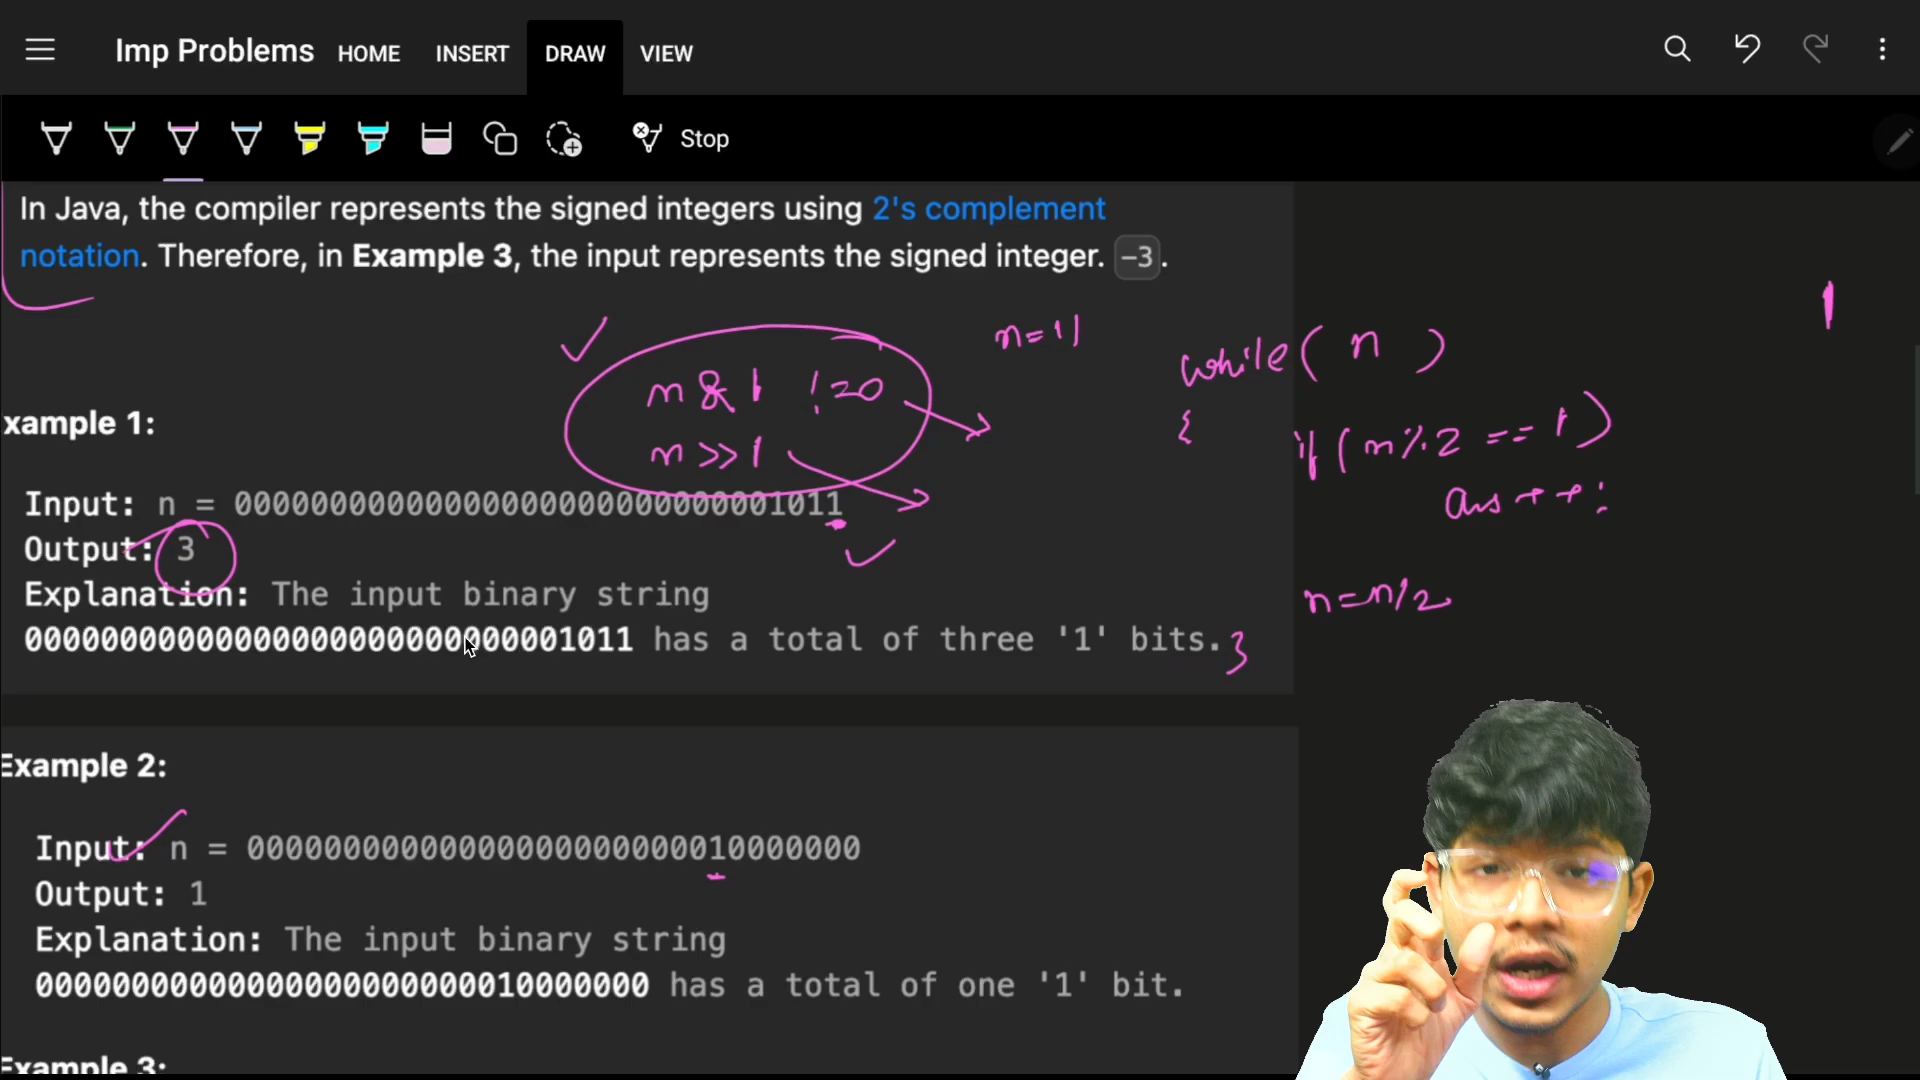 Imp Problems HOME INSERT DRAW VIEW
Stop
In Java, the compiler represents the signed integers using 2's complement
notation. Therefore, in Example 3, the input represents the signed integer. -3.
n=11
while( n )
{
n & 1 !=0
n >> 1
if (n%2 == 1)
ans++;
n=n/2
}
xample 1:
Input: n = 00000000000000000000000000001011
Output: 3
Explanation: The input binary string
00000000000000000000000000001011 has a total of three '1' bits.
Example 2:
Input: n = 00000000000000000000000010000000
Output: 1
Explanation: The input binary string
00000000000000000000000010000000 has a total of one '1' bit.
Example 3: